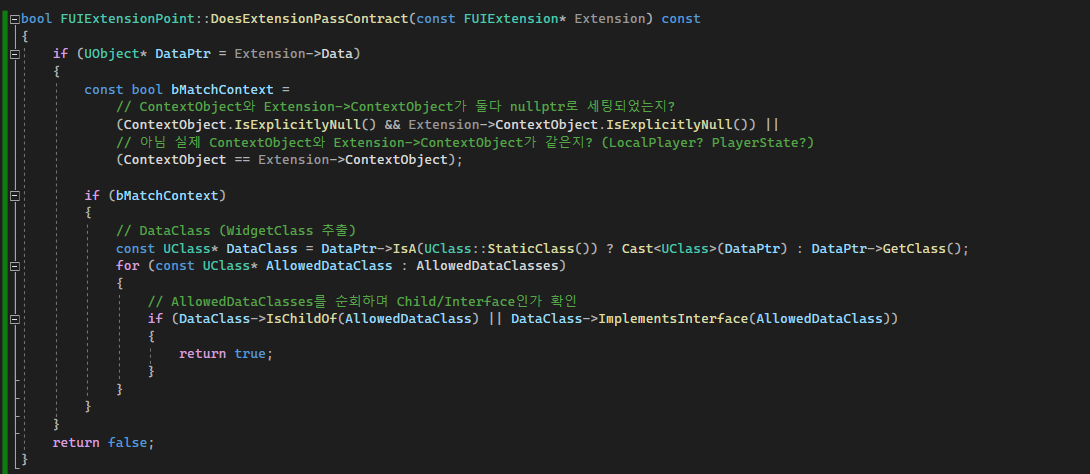 bool FUIExtensionPoint::DoesExtensionPassContract(const FUIExtension* Extension) const
{
    if (UObject* DataPtr = Extension->Data)
    {
        const bool bMatchContext =
            // ContextObject와 Extension->ContextObject가 둘다 nullptr로 세팅되었는지?
            (ContextObject.IsExplicitlyNull() && Extension->ContextObject.IsExplicitlyNull()) ||
            // 아님 실제 ContextObject와 Extension->ContextObject가 같은지? (LocalPlayer? PlayerState?)
            (ContextObject == Extension->ContextObject);

        if (bMatchContext)
        {
            // DataClass (WidgetClass 추출)
            const UClass* DataClass = DataPtr->IsA(UClass::StaticClass()) ? Cast<UClass>(DataPtr) : DataPtr->GetClass();
            for (const UClass* AllowedDataClass : AllowedDataClasses)
            {
                // AllowedDataClasses를 순회하며 Child/Interface인가 확인
                if (DataClass->IsChildOf(AllowedDataClass) || DataClass->ImplementsInterface(AllowedDataClass))
                {
                    return true;
                }
            }
        }
    }
    return false;
}